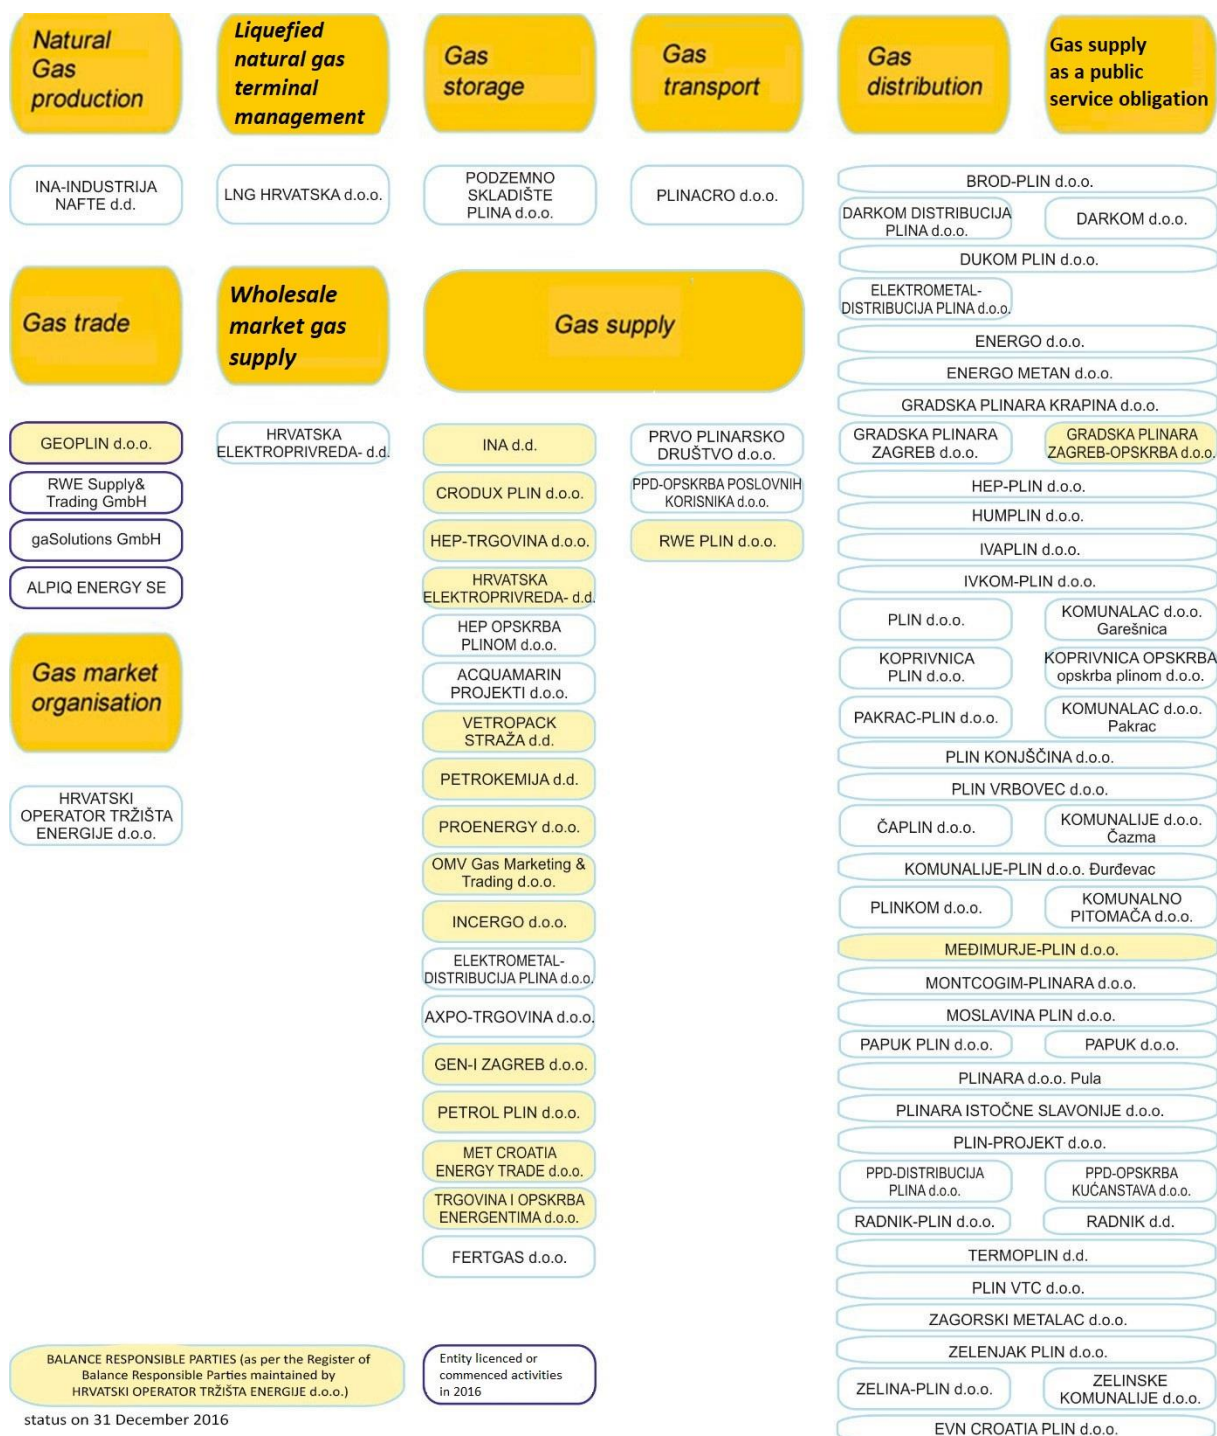 Natural
Gas
production
Liquefied
natural gas
terminal
management
Gas
storage
Gas
transport
Gas
distribution
Gas supply
as a public
service obligation
INA-INDUSTRIJA
NAFTE d.d.
LNG HRVATSKA d.o.o.
PODZEMNO
SKLADIŠTE
PLINA d.o.o.
PLINACRO d.o.o.
Gas trade
Wholesale
market gas
supply
Gas supply
GEOPLIN d.o.o.
RWE Supply&
Trading GmbH
gaSolutions GmbH
ALPIQ ENERGY SE
Gas market
organisation
HRVATSKI
OPERATOR TRŽIŠTA
ENERGIJE d.o.o.
HRVATSKA
ELEKTROPRIVREDA- d.d.
INA d.d.
CRODUX PLIN d.o.o.
HEP-TRGOVINA d.o.o.
HRVATSKA
ELEKTROPRIVREDA- d.d.
HEP OPSKRBA
PLINOM d.o.o.
ACQUAMARIN
PROJEKTI d.o.o.
VETROPACK
STRAŽA d.d.
PETROKEMIJA d.d.
PROENERGY d.o.o.
OMV Gas Marketing &
Trading d.o.o.
INCERGO d.o.o.
ELEKTROMETAL-
DISTRIBUCIJA PLINA d.o.o.
AXPO-TRGOVINA d.o.o.
GEN-I ZAGREB d.o.o.
PETROL PLIN d.o.o.
MET CROATIA
ENERGY TRADE d.o.o.
TRGOVINA I OPSKRBA
ENERGENTIMA d.o.o.
FERTGAS d.o.o.
PRVO PLINARSKO
DRUŠTVO d.o.o.
PPD-OPSKRBA POSLOVNIH
KORISNIKA d.o.o.
RWE PLIN d.o.o.
BROD-PLIN d.o.o.
DARKOM DISTRIBUCIJA
PLINA d.o.o.
DARKOM d.o.o.
DUKOM PLIN d.o.o.
ELEKTROMETAL-
DISTRIBUCIJA PLINA d.o.o.
ENERGO d.o.o.
ENERGO METAN d.o.o.
GRADSKA PLINARA KRAPINA d.o.o.
GRADSKA PLINARA
ZAGREB d.o.o.
GRADSKA PLINARA
ZAGREB-OPSKRBA d.o.o.
HEP-PLIN d.o.o.
HUMPLIN d.o.o.
IVAPLIN d.o.o.
IVKOM-PLIN d.o.o.
PLIN d.o.o.
KOMUNALAC d.o.o.
Garešnica
KOPRIVNICA
PLIN d.o.o.
KOPRIVNICA OPSKRBA
opskrba plinom d.o.o.
PAKRAC-PLIN d.o.o.
KOMUNALAC d.o.o.
Pakrac
PLIN KONJŠČINA d.o.o.
PLIN VRBOVEC d.o.o.
ČAPLIN d.o.o.
KOMUNALIJE d.o.o.
Čazma
KOMUNALIJE-PLIN d.o.o. Đurđevac
PLINKOM d.o.o.
KOMUNALNO
PITOMAČA d.o.o.
MEĐIMURJE-PLIN d.o.o.
MONTCOGIM-PLINARA d.o.o.
MOSLAVINA PLIN d.o.o.
PAPUK PLIN d.o.o.
PAPUK d.o.o.
PLINARA d.o.o. Pula
PLINARA ISTOČNE SLAVONIJE d.o.o.
PLIN-PROJEKT d.o.o.
PPD-DISTRIBUCIJA
PLINA d.o.o.
PPD-OPSKRBA
KUĆANSTAVA d.o.o.
RADNIK-PLIN d.o.o.
RADNIK d.d.
TERMOPLIN d.d.
PLIN VTC d.o.o.
ZAGORSKI METALAC d.o.o.
ZELENJAK PLIN d.o.o.
ZELINA-PLIN d.o.o.
ZELINSKE
KOMUNALIJE d.o.o.
EVN CROATIA PLIN d.o.o.
BALANCE RESPONSIBLE PARTIES (as per the Register of
Balance Responsible Parties maintained by
HRVATSKI OPERATOR TRŽIŠTA ENERGIJE d.o.o.)
Entity licenced or
commenced activities
in 2016
status on 31 December 2016